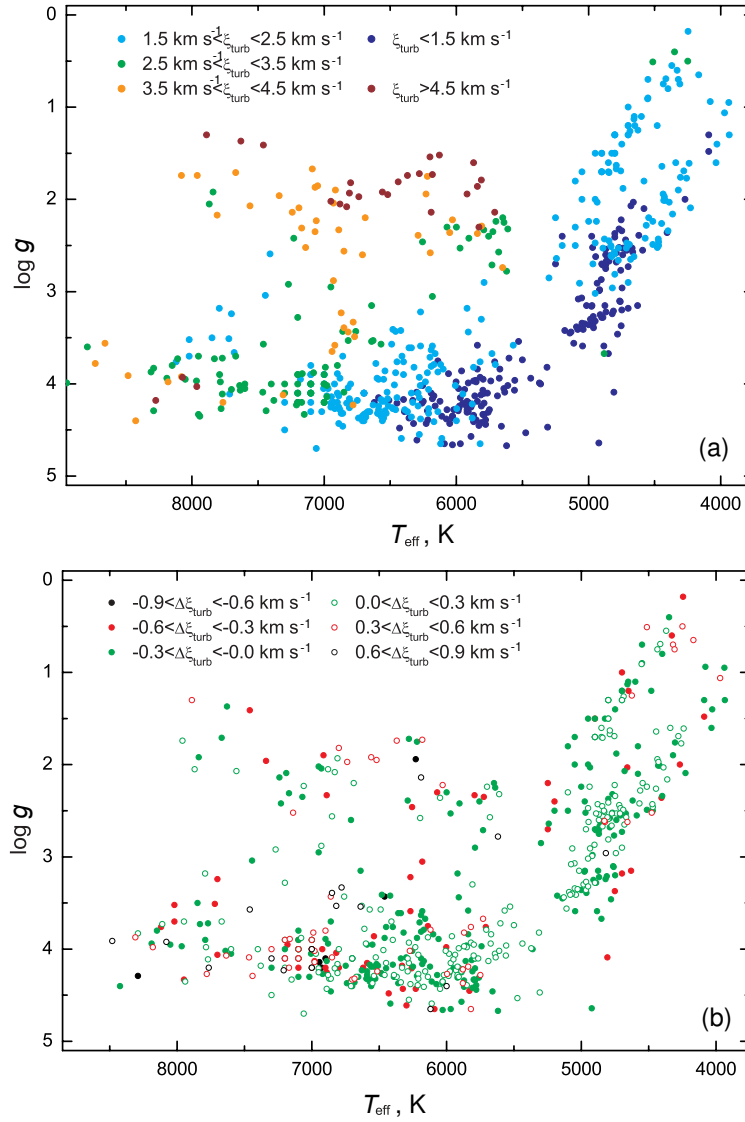 0
1.5 km s-1<ξturb<2.5 km s-1
ξturb<1.5 km s-1
2.5 km s-1<ξturb<3.5 km s-1
3.5 km s-1<ξturb<4.5 km s-1
ξturb>4.5 km s-1
1
2
log g
3
4
5
(a)
8000 7000 6000 5000 4000
Teff , K
0
-0.9<Δξturb<-0.6 km s-1
0.0<Δξturb<0.3 km s-1
-0.6<Δξturb<-0.3 km s-1
0.3<Δξturb<0.6 km s-1
-0.3<Δξturb<-0.0 km s-1
0.6<Δξturb<0.9 km s-1
1
2
log g
3
4
5
(b)
8000 7000 6000 5000 4000
Teff , K